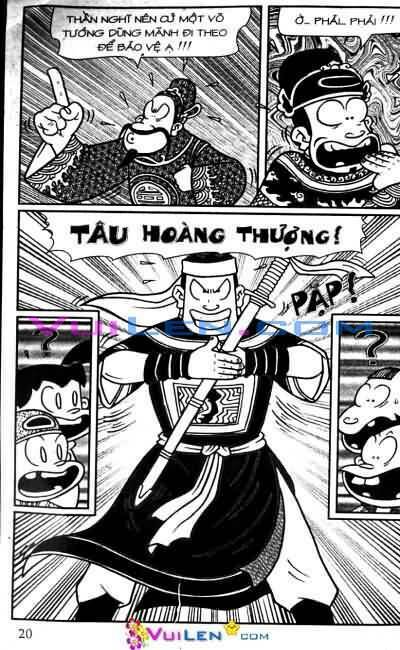 THẦN NGHĨ NÊN CỬ MỘT VÕ
TƯỚNG DŨNG MÃNH ĐI THEO
ĐỂ BẢO VỆ Ạ !!!
Ờ... PHẢI... PHẢI !!!
TÂU HOÀNG THƯỢNG!
PẶP!
?
?
VUILEN.COM
20
VUILEN.COM